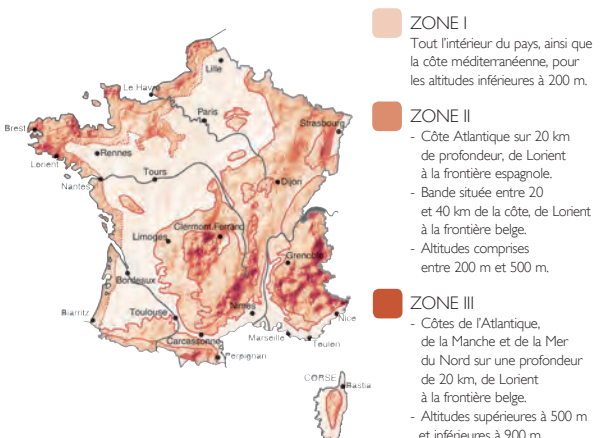 Lille
Le Havre
Paris
Strasbourg
Brest
Rennes
Lorient
Tours
Nantes
Dijon
Clermont Ferrand
Limoges
Grenoble
Bordeaux
Biarritz
Toulouse
Nimes
Nice
Marseille
Carcassonne
Toulon
Perpignan
CORSE
Bastia
ZONE I
Tout l'intérieur du pays, ainsi que
la côte méditerranéenne, pour
les altitudes inférieures à 200 m.
ZONE II
- Côte Atlantique sur 20 km
de profondeur, de Lorient
à la frontière espagnole.
- Bande située entre 20
et 40 km de la côte, de Lorient
à la frontière belge.
- Altitudes comprises
entre 200 m et 500 m.
ZONE III
- Côtes de l'Atlantique,
de la Manche et de la Mer
du Nord sur une profondeur
de 20 km, de Lorient
à la frontière belge.
- Altitudes supérieures à 500 m
et inférieures à 900 m